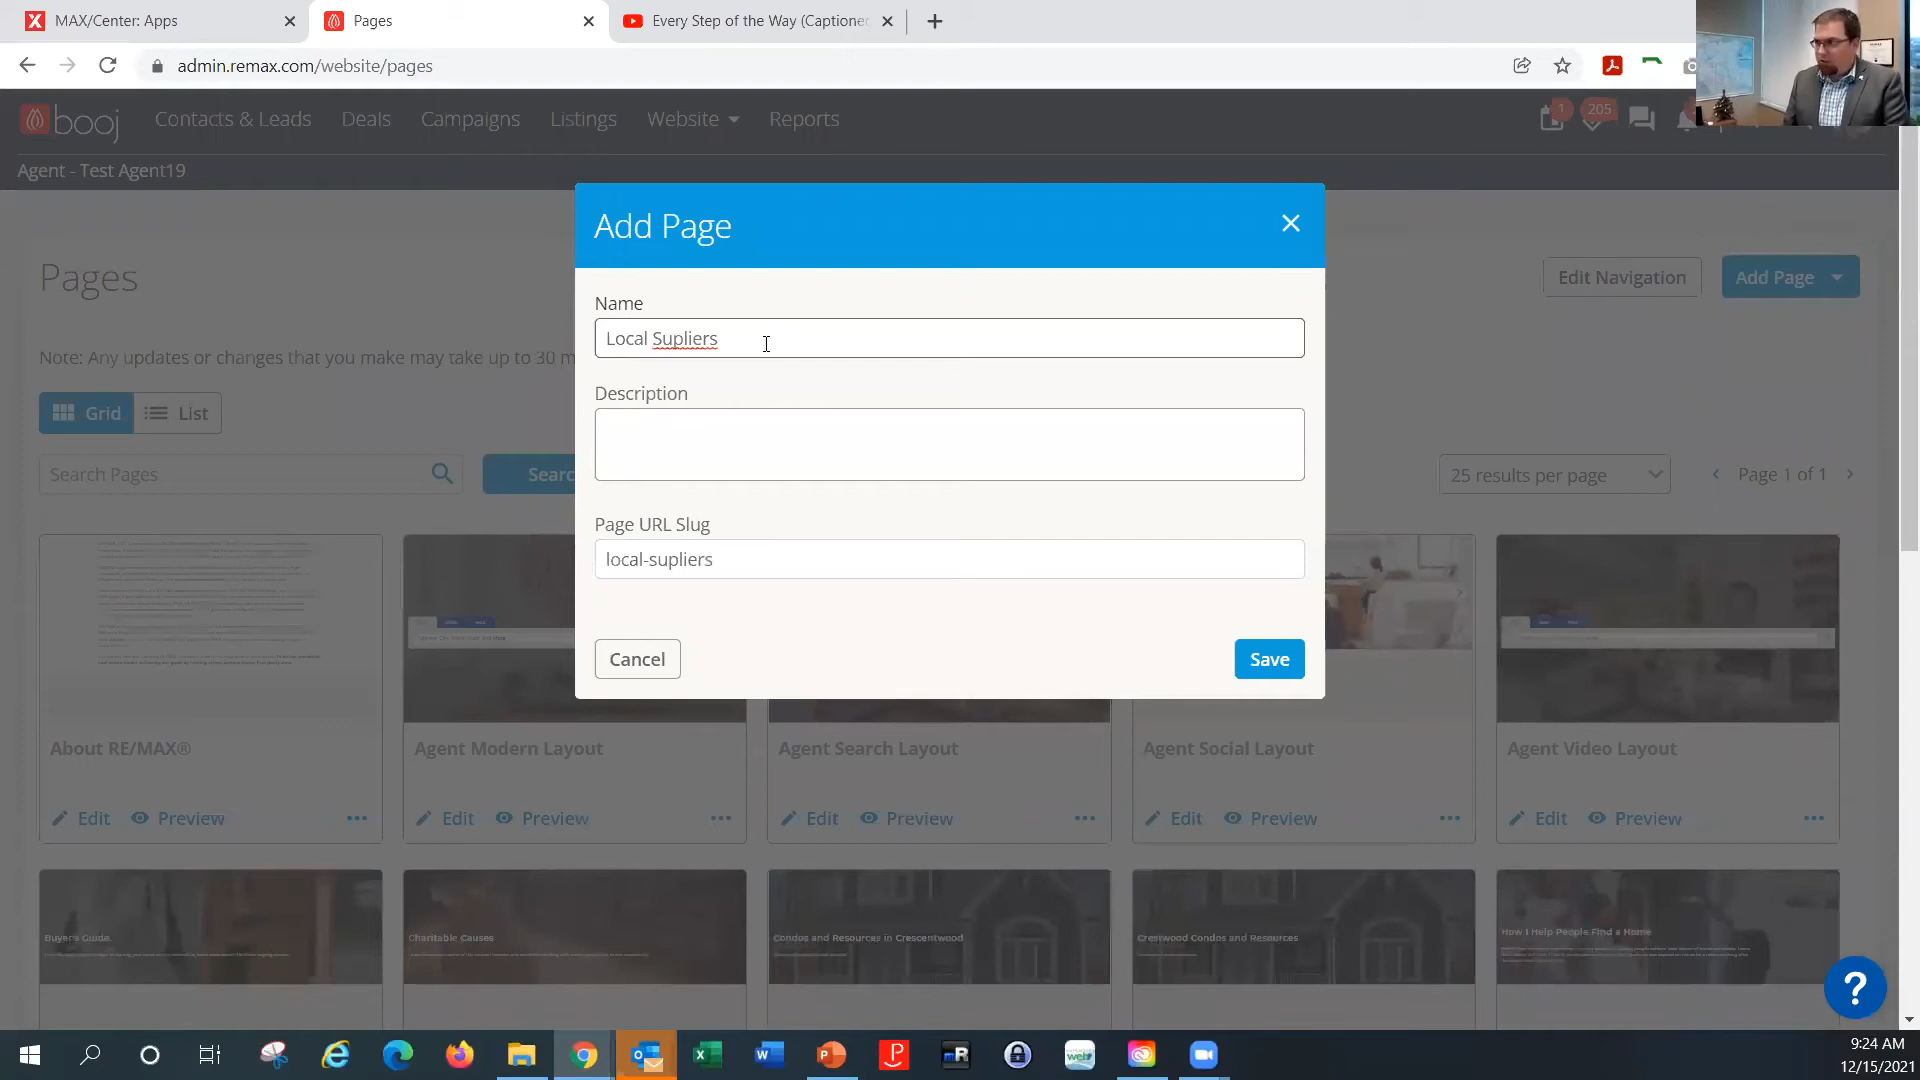 MAX/Center: Apps
Pages
Every Step of the Way (Captione
admin.remax.com/website/pages
booj
Contacts & Leads
Deals
Campaigns
Listings
Website
Reports
1
205
Agent - Test Agent19
Add Page
Pages
Edit Navigation
Add Page
Name
Local Supliers
Note: Any updates or changes that you make may take up to 30 m
Description
Grid
List
Search Pages
Searc
25 results per page
Page 1 of 1
Page URL Slug
local-supliers
Cancel
Save
About RE/MAX®
Agent Modern Layout
Agent Search Layout
Agent Social Layout
Agent Video Layout
Edit
Preview
Edit
Preview
Edit
Preview
Edit
Preview
Edit
Preview
Buyer's Guide
Charitable Causes
Condos and Resources in Crescentwood
Crestwood Condos and Resources
How I Help People Find a Home
?
9:24 AM
12/15/2021